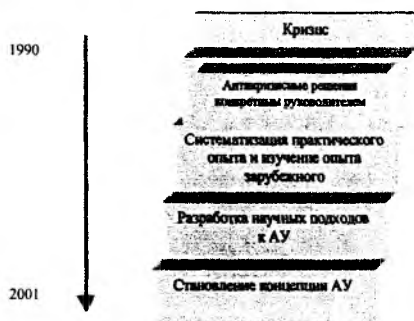 Кризис
1990
Антикризисные решения
конкретным руководителем
Систематизация практического
опыта и изучение опыта
зарубежного
Разработка научных подходов
к АУ
Становление концепции АУ
2001